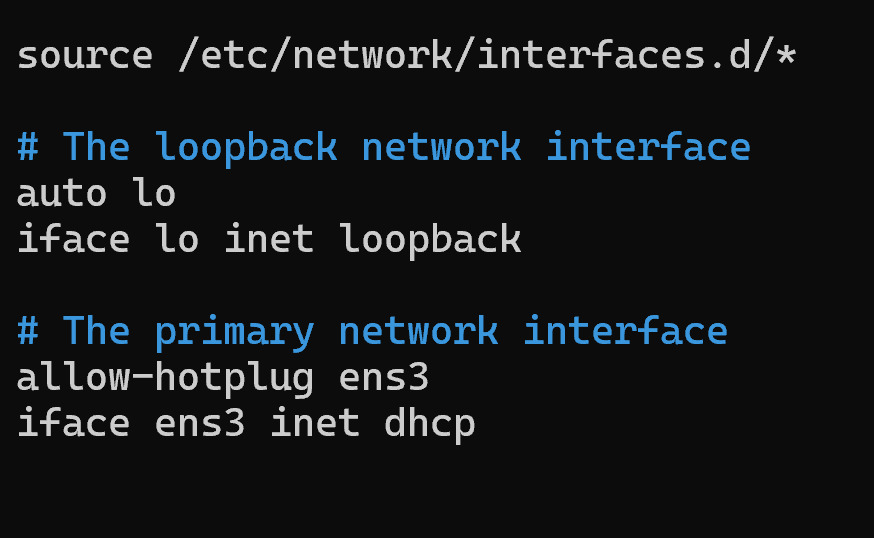 source /etc/network/interfaces.d/*
# The loopback network interface
auto lo
iface lo inet loopback
# The primary network interface
allow-hotplug ens3
iface ens3 inet dhcp